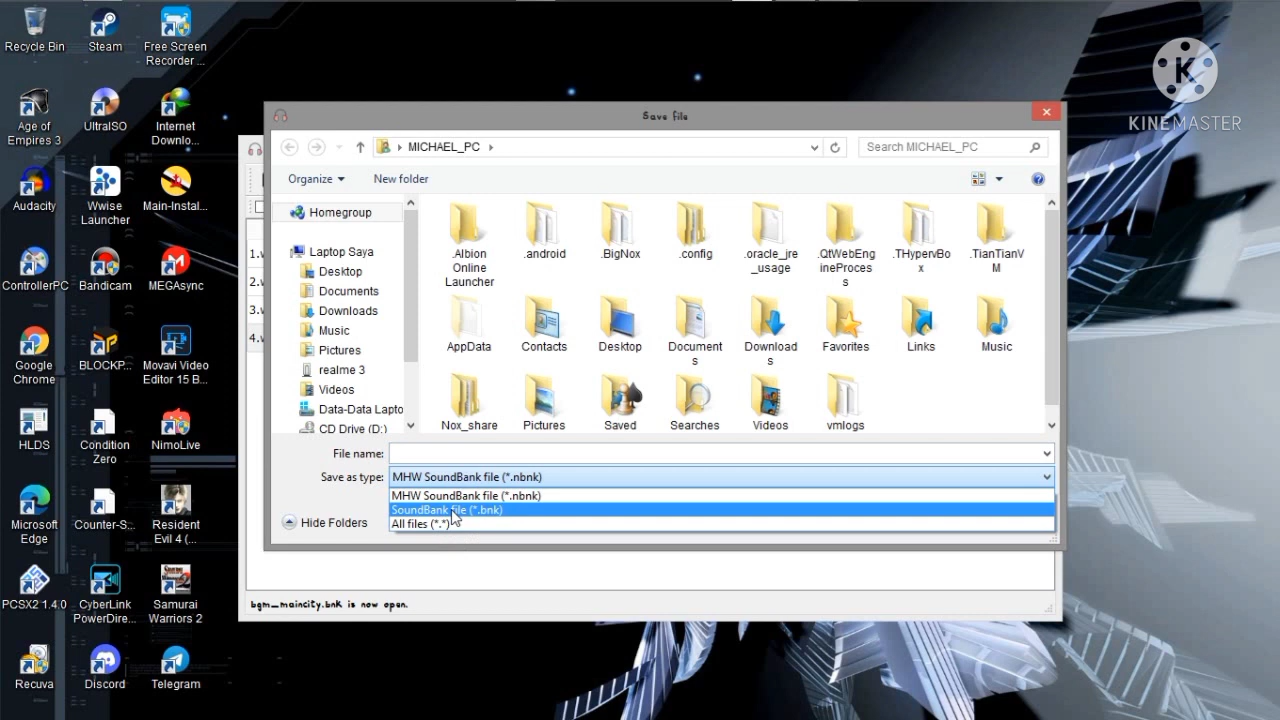 Recycle Bin
Steam
Free Screen
Recorder ...
Age of
Empires 3
UltraISO
Internet
Downlo...
Audacity
Wwise
Launcher
Main-Instal...
ControllerPC
Bandicam
MEGAsync
Google
Chrome
BLOCKP...
Movavi Video
Editor 15 B...
HLDS
Condition
Zero
NimoLive
Microsoft
Edge
Counter-S...
Resident
Evil 4 (...
PCSX2 1.4.0
CyberLink
PowerDire...
Samurai
Warriors 2
Recuva
Discord
Telegram
K
KINEMASTER
Save file
MICHAEL_PC
Search MICHAEL_PC
Organize
New folder
Homegroup
Laptop Saya
Desktop
Documents
Downloads
Music
Pictures
realme 3
Videos
Data-Data Lapto
CD Drive (D:)
.Albion
Online
Launcher
.android
.BigNox
.config
.oracle_jre
_usage
.QtWebEng
ineProces
s
.THypervBo
x
.TianTianV
M
AppData
Contacts
Desktop
Document
s
Download
s
Favorites
Links
Music
Nox_share
Pictures
Saved
Searches
Videos
vmlogs
1.w
2.w
3.w
4.w
File name:
Save as type:
MHW SoundBank file (*.nbnk)
MHW SoundBank file (*.nbnk)
SoundBank file (*.bnk)
All files (*.*)
Hide Folders
bgm_maincity.bnk is now open.